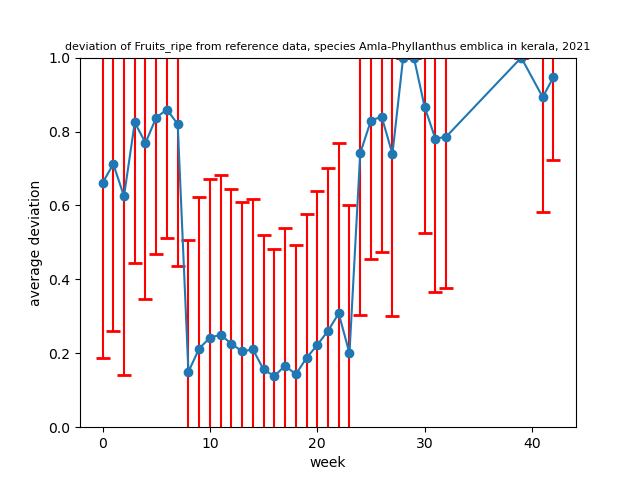 deviation of Fruits_ripe from reference data, species Amla-Phyllanthus emblica in kerala, 2021
1.0
0.8
0.6
0.4
0.2
0.0
average deviation
0 10 20 30 40
week